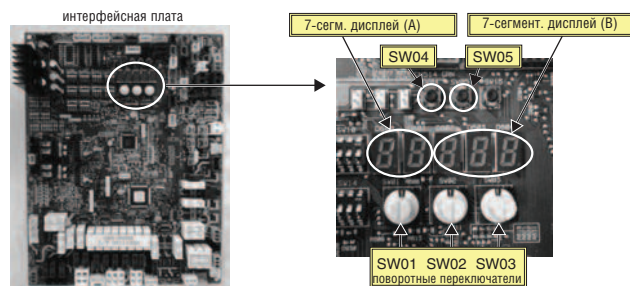 интерфейсная плата
7-сегм. дисплей (A)
7-сегмент. дисплей (B)
SW04
SW05
SW01 SW02 SW03
поворотные переключатели